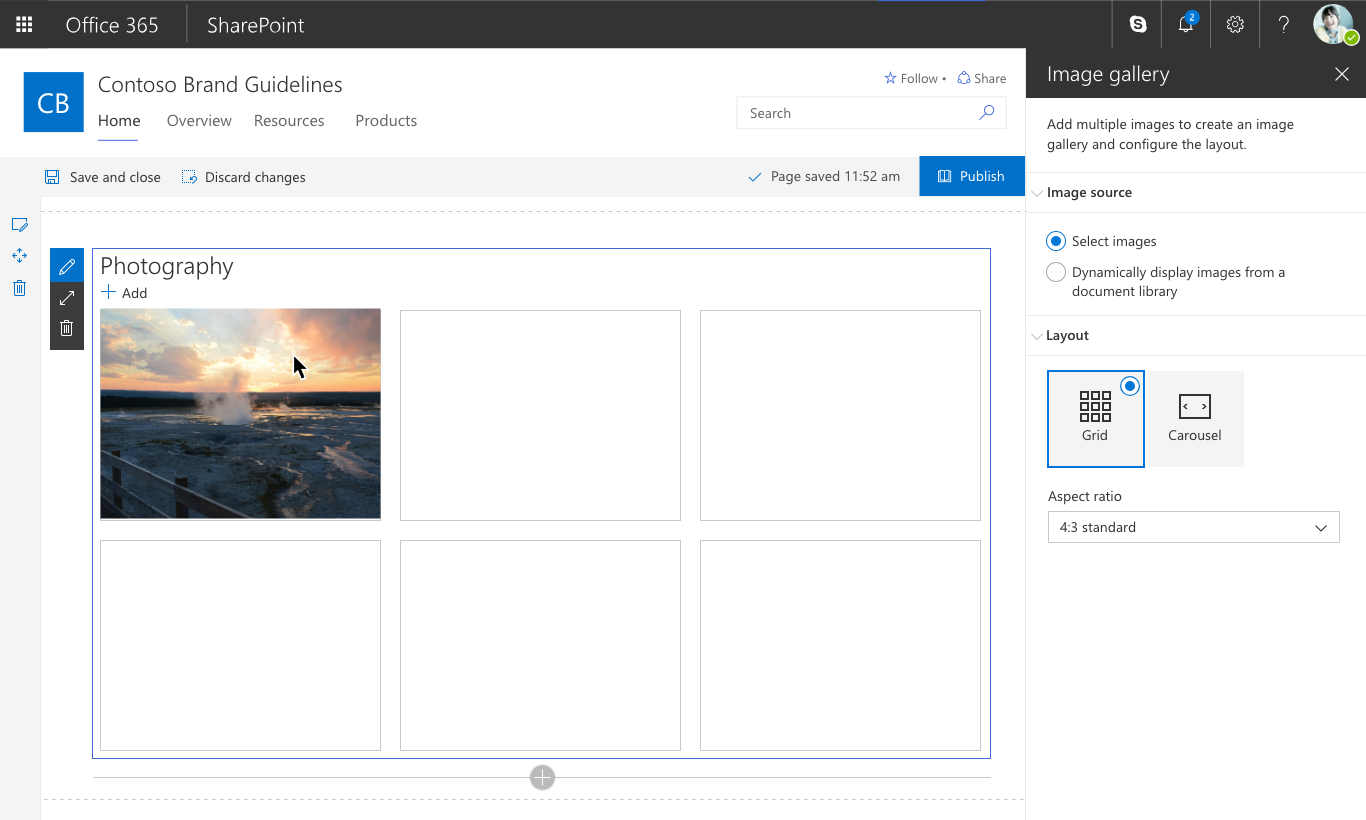 Office 365
SharePoint
2
?
Image gallery
CB
Contoso Brand Guidelines
Home
Overview
Resources
Products
Follow •
Share
Search
Add multiple images to create an image
gallery and configure the layout.
Save and close
Discard changes
Page saved 11:52 am
Publish
Image source
Select images
Dynamically display images from a
document library
Photography
Add
Layout
Grid
Carousel
Aspect ratio
4:3 standard